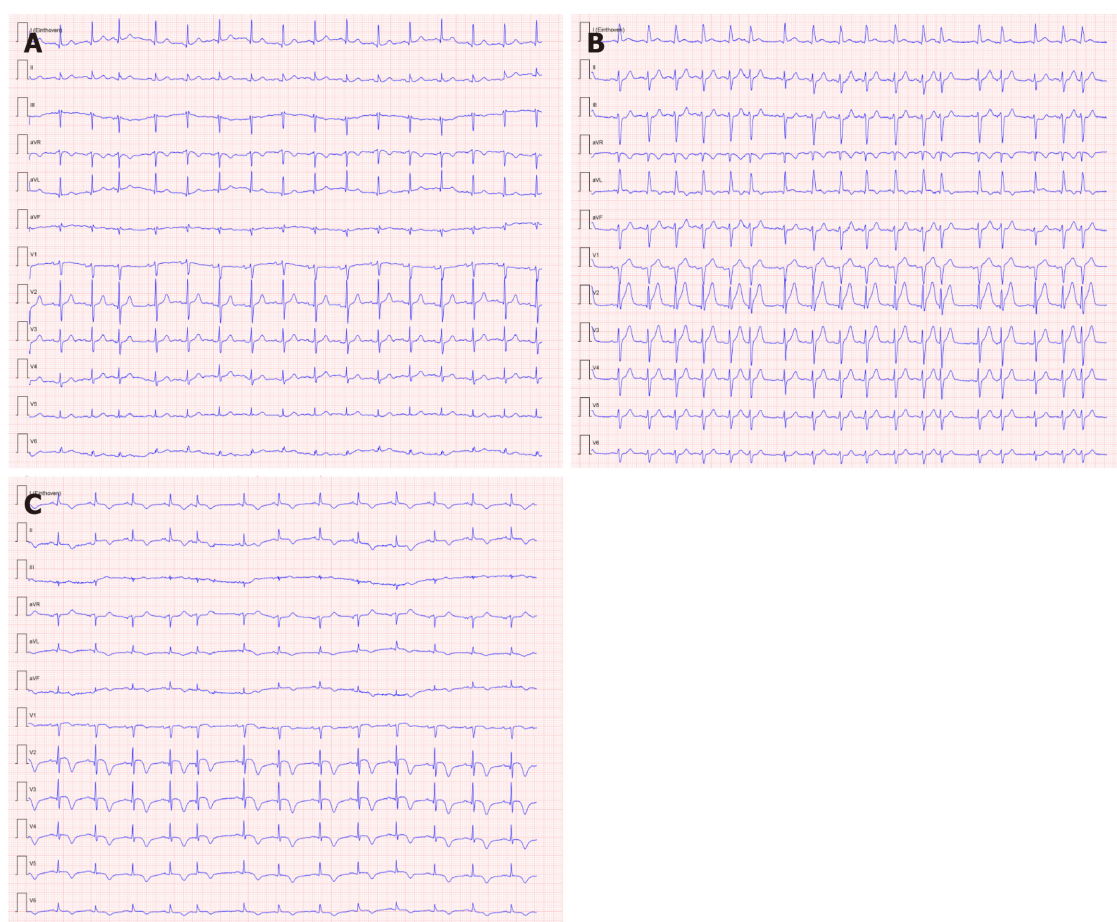 A
I (Einthoven)
II
III
aVR
aVL
aVF
V1
V2
V3
V4
V5
V6
B
I (Einthoven)
II
III
aVR
aVL
aVF
V1
V2
V3
V4
V5
V6
C
I (Einthoven)
II
III
aVR
aVL
aVF
V1
V2
V3
V4
V5
V6